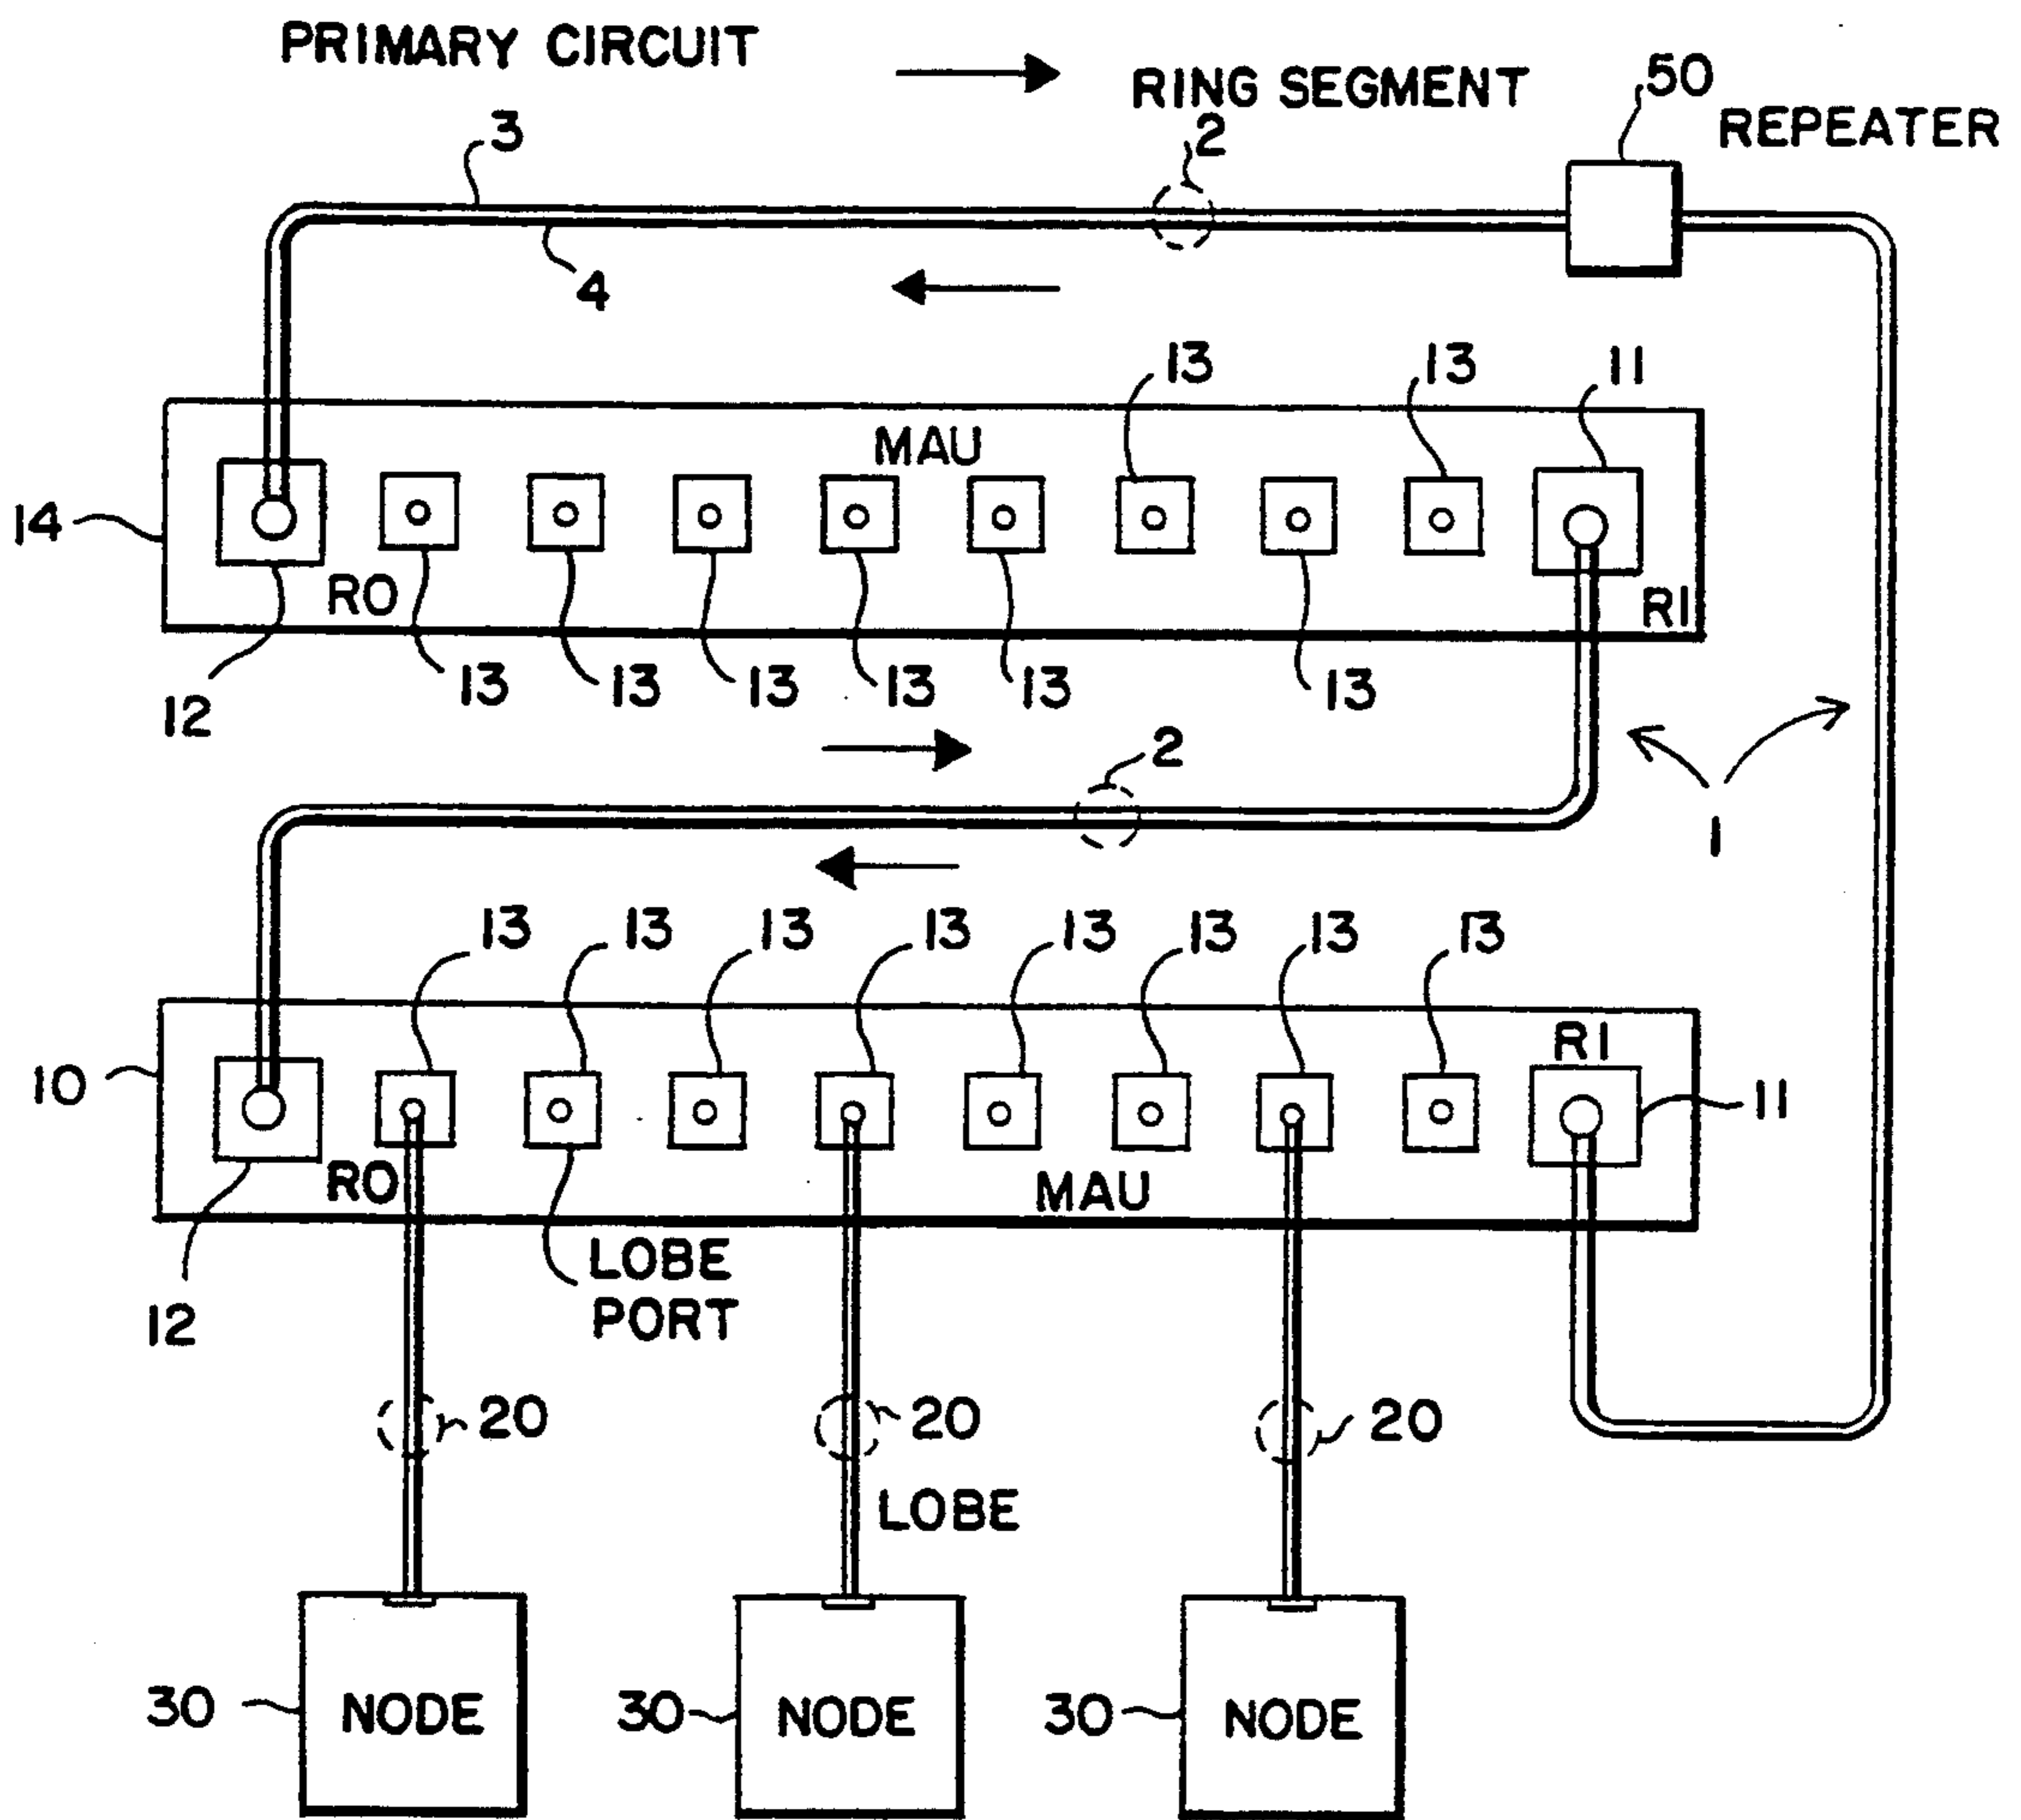 PRIMARY CIRCUIT
RING SEGMENT
50
REPEATER
3
2
4
13
13
11
MAU
14
RO
RI
13
13
13
13
13
13
12
2
1
13
13
13
13
13
13
13
13
RI
10
11
RO
MAU
LOBE
PORT
12
20
20
20
LOBE
30
NODE
30
NODE
30
NODE